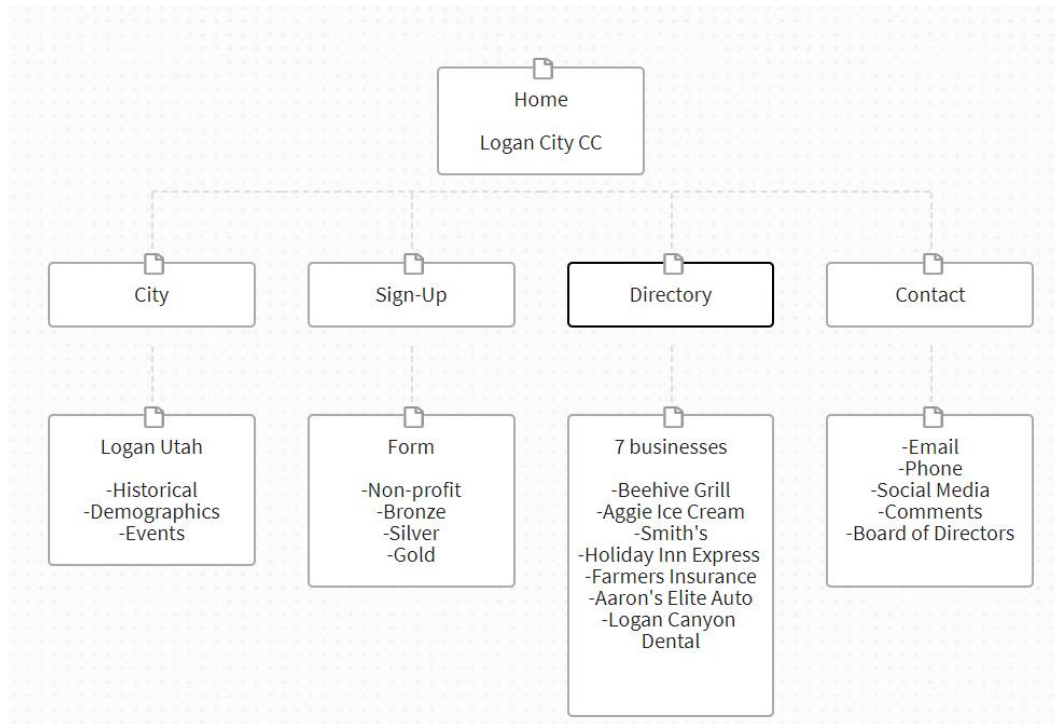 Home
Logan City CC
City
Sign-Up
Directory
Contact
Logan Utah
-Historical
-Demographics
-Events
Form
-Non-profit
-Bronze
-Silver
-Gold
7 businesses
-Beehive Grill
-Aggie Ice Cream
-Smith's
-Holiday Inn Express
-Farmers Insurance
-Aaron's Elite Auto
-Logan Canyon
Dental
-Email
-Phone
-Social Media
-Comments
-Board of Directors